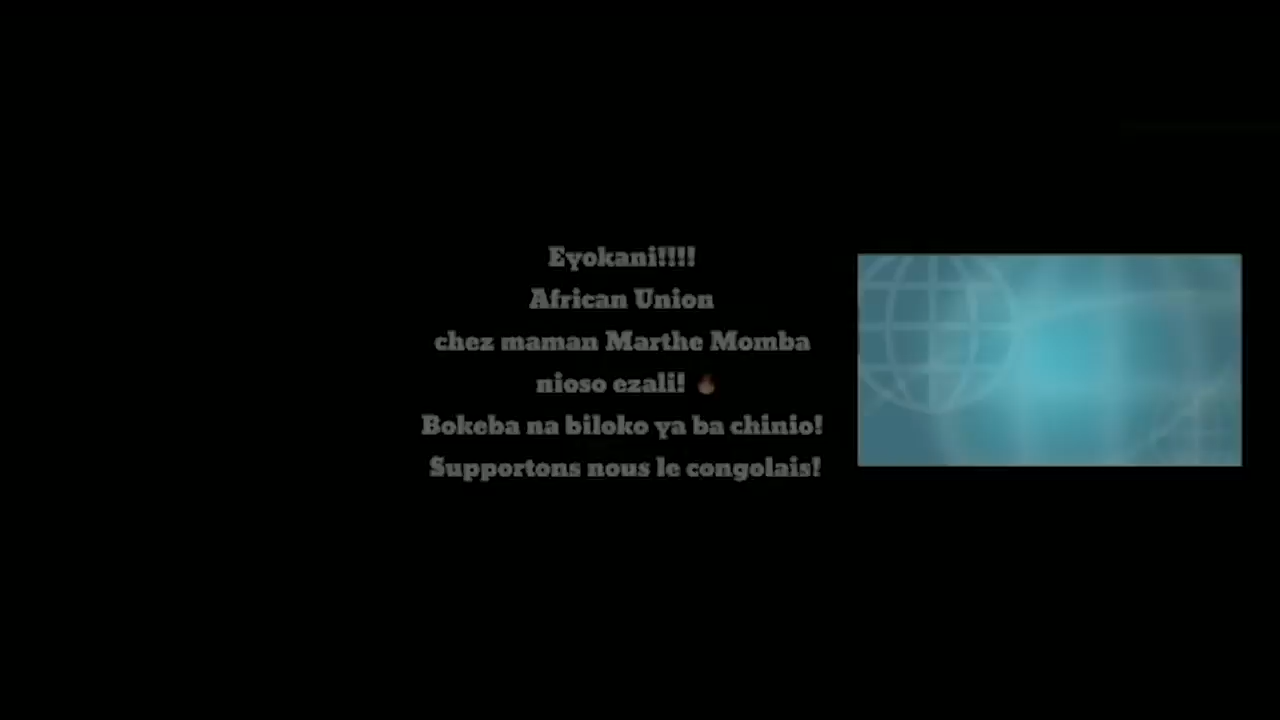 Eyokani!!!!
African Union
chez maman Marthe Momba
nioso ezali! 🔥
Bokeba na biloko ya ba chinio!
Supportons nous le congolais!